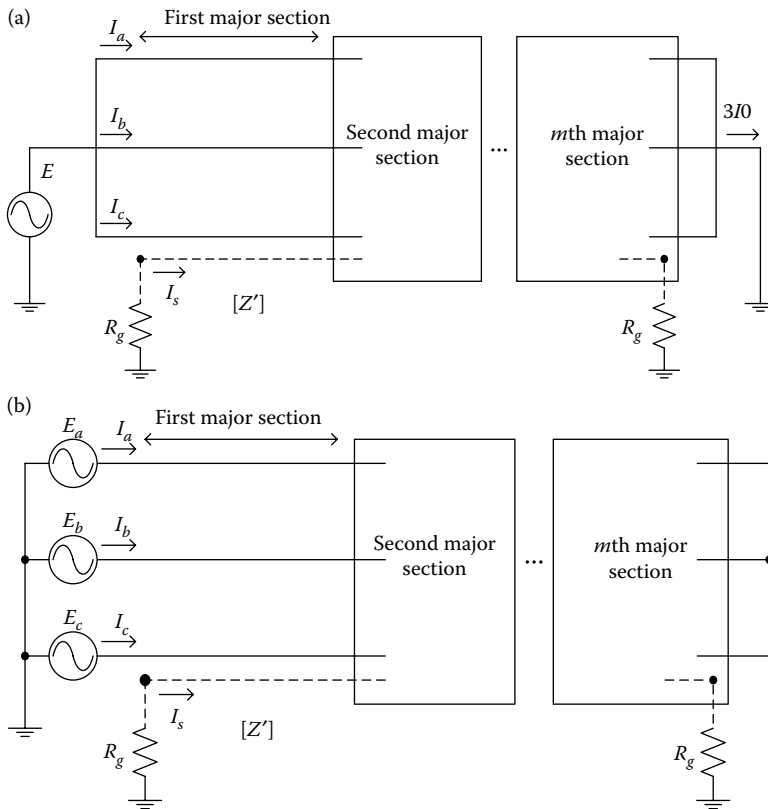 (a)
First major section
I_a
I_b
I_c
E
I_s
[Z′]
R_g
Second major
section
...
mth major
section
3I0
R_g
(b)
First major section
E_a
I_a
E_b
I_b
E_c
I_c
I_s
[Z′]
R_g
Second major
section
...
mth major
section
R_g